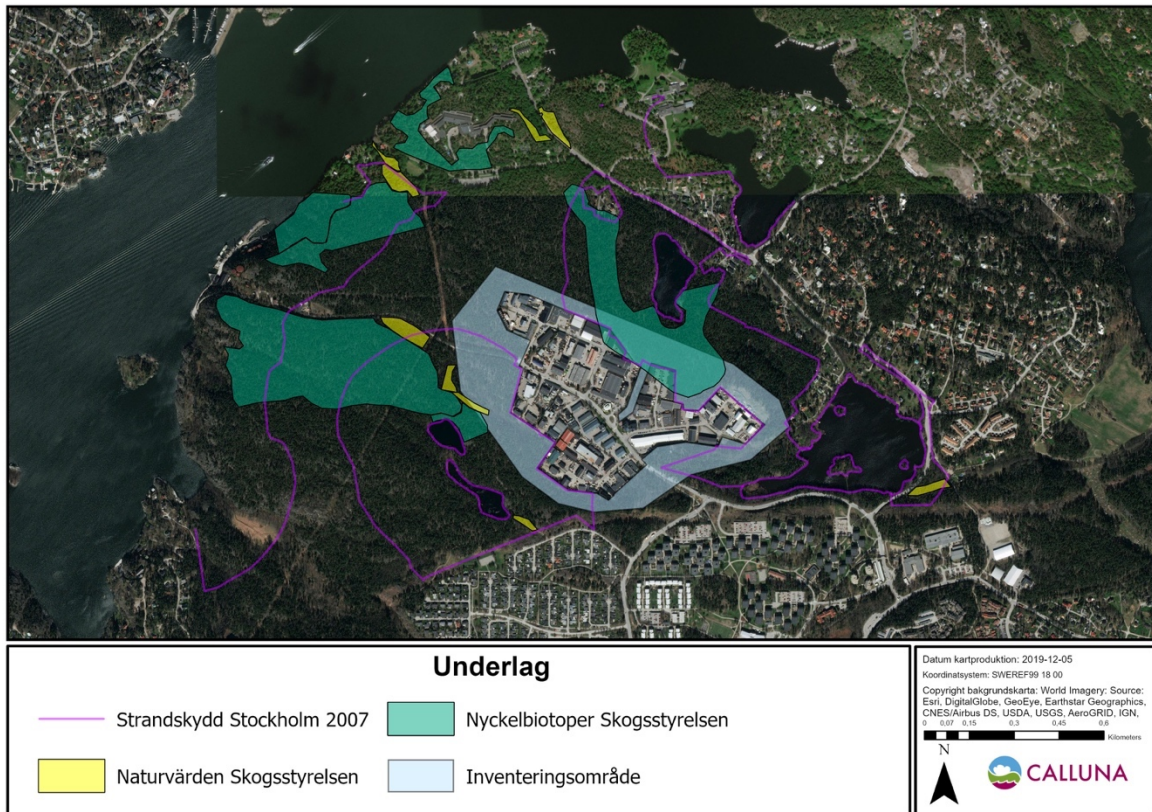 Underlag
Strandskydd Stockholm 2007
Nyckelbiotoper Skogsstyrelsen
Naturvärden Skogsstyrelsen
Inventeringsområde
Datum kartproduktion: 2019-12-05
Koordinatsystem: SWEREF99 18 00
Copyright bakgrundskarta: World Imagery: Source:
Esri, DigitalGlobe, GeoEye, Earthstar Geographics,
CNES/Airbus DS, USDA, USGS, AeroGRID, IGN,
0 0,07 0,15 0,3 0,45 0,6
Kilometers
N
CALLUNA